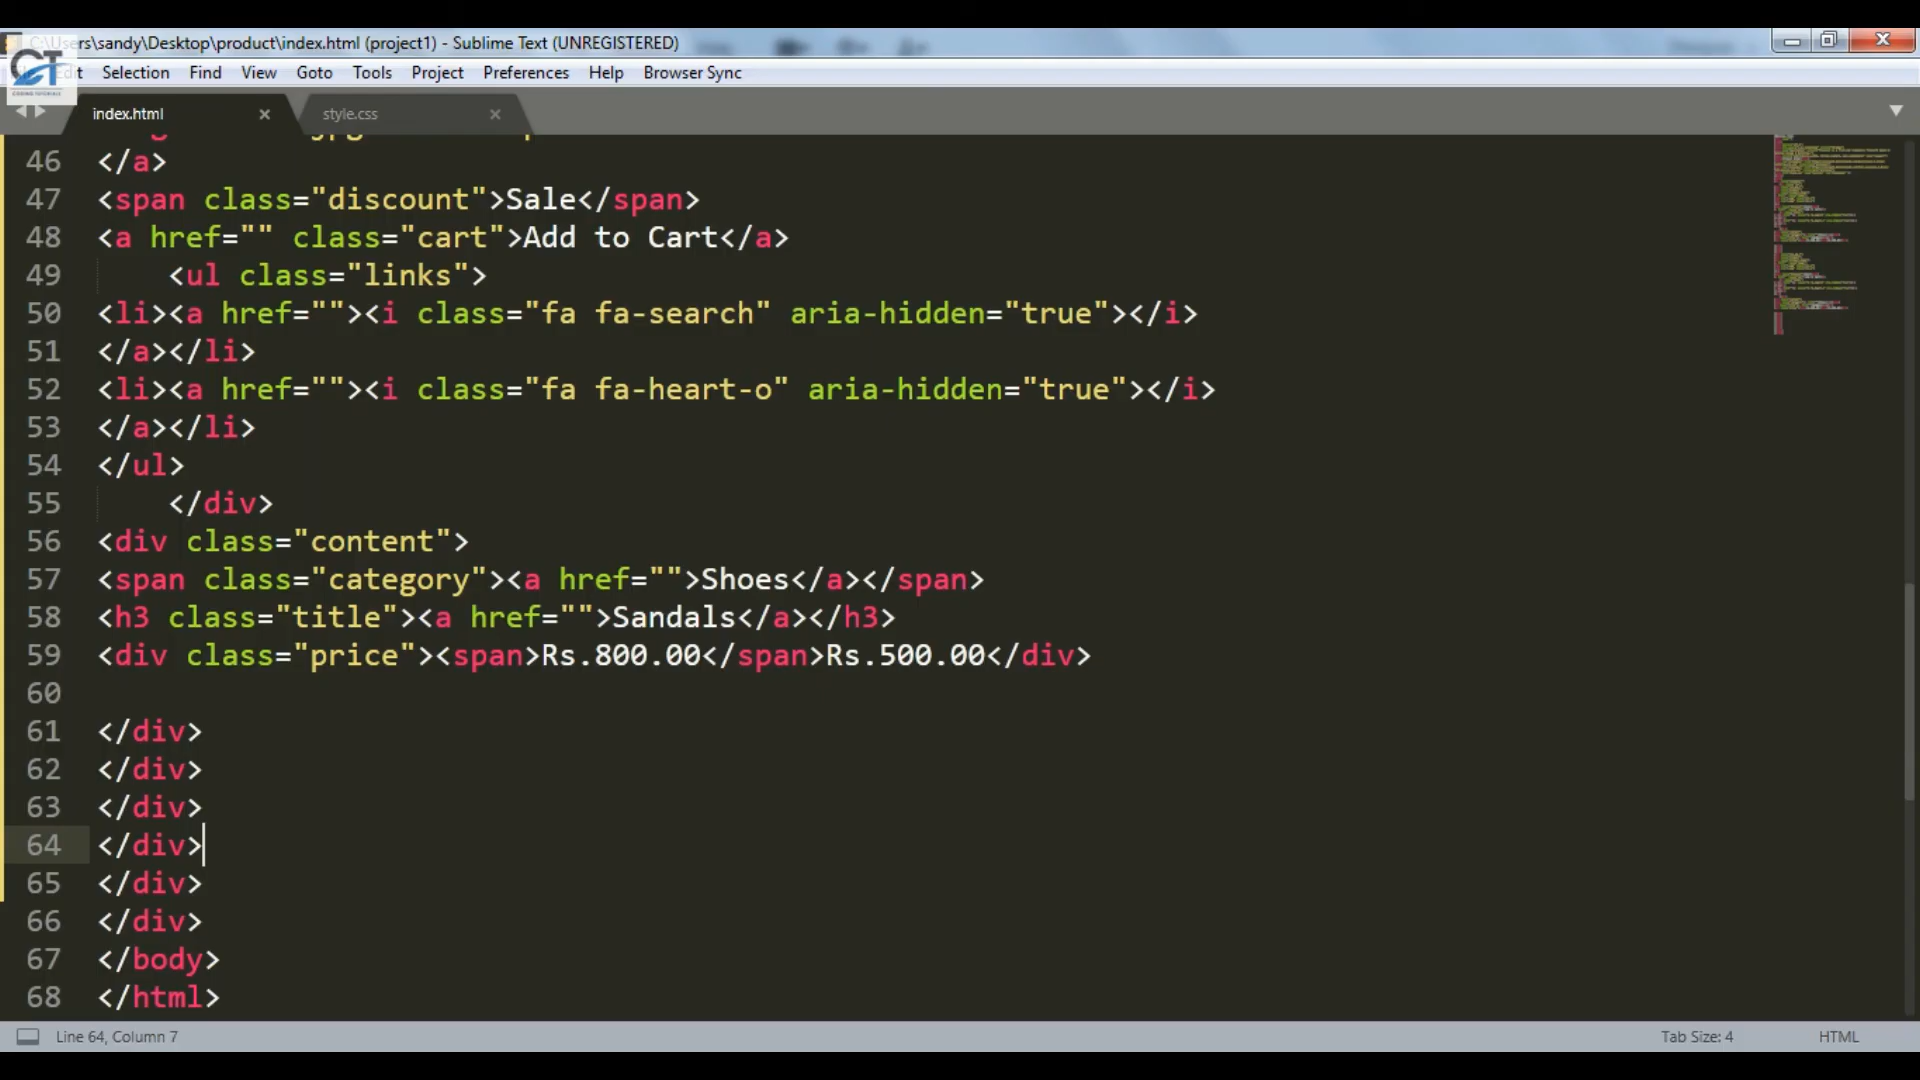 C:\Users\sandy\Desktop\product\index.html (project1) - Sublime Text (UNREGISTERED)
CT
CODING TUTORIALS
Edit Selection Find View Goto Tools Project Preferences Help Browser Sync
index.html style.css
46 </a>
47 <span class="discount">Sale</span>
48 <a href="" class="cart">Add to Cart</a>
49 <ul class="links">
50 <li><a href=""><i class="fa fa-search" aria-hidden="true"></i>
51 </a></li>
52 <li><a href=""><i class="fa fa-heart-o" aria-hidden="true"></i>
53 </a></li>
54 </ul>
55 </div>
56 <div class="content">
57 <span class="category"><a href="">Shoes</a></span>
58 <h3 class="title"><a href="">Sandals</a></h3>
59 <div class="price"><span>Rs.800.00</span>Rs.500.00</div>
60
61 </div>
62 </div>
63 </div>
64 </div>
65 </div>
66 </div>
67 </body>
68 </html>
Line 64, Column 7 Tab Size: 4 HTML